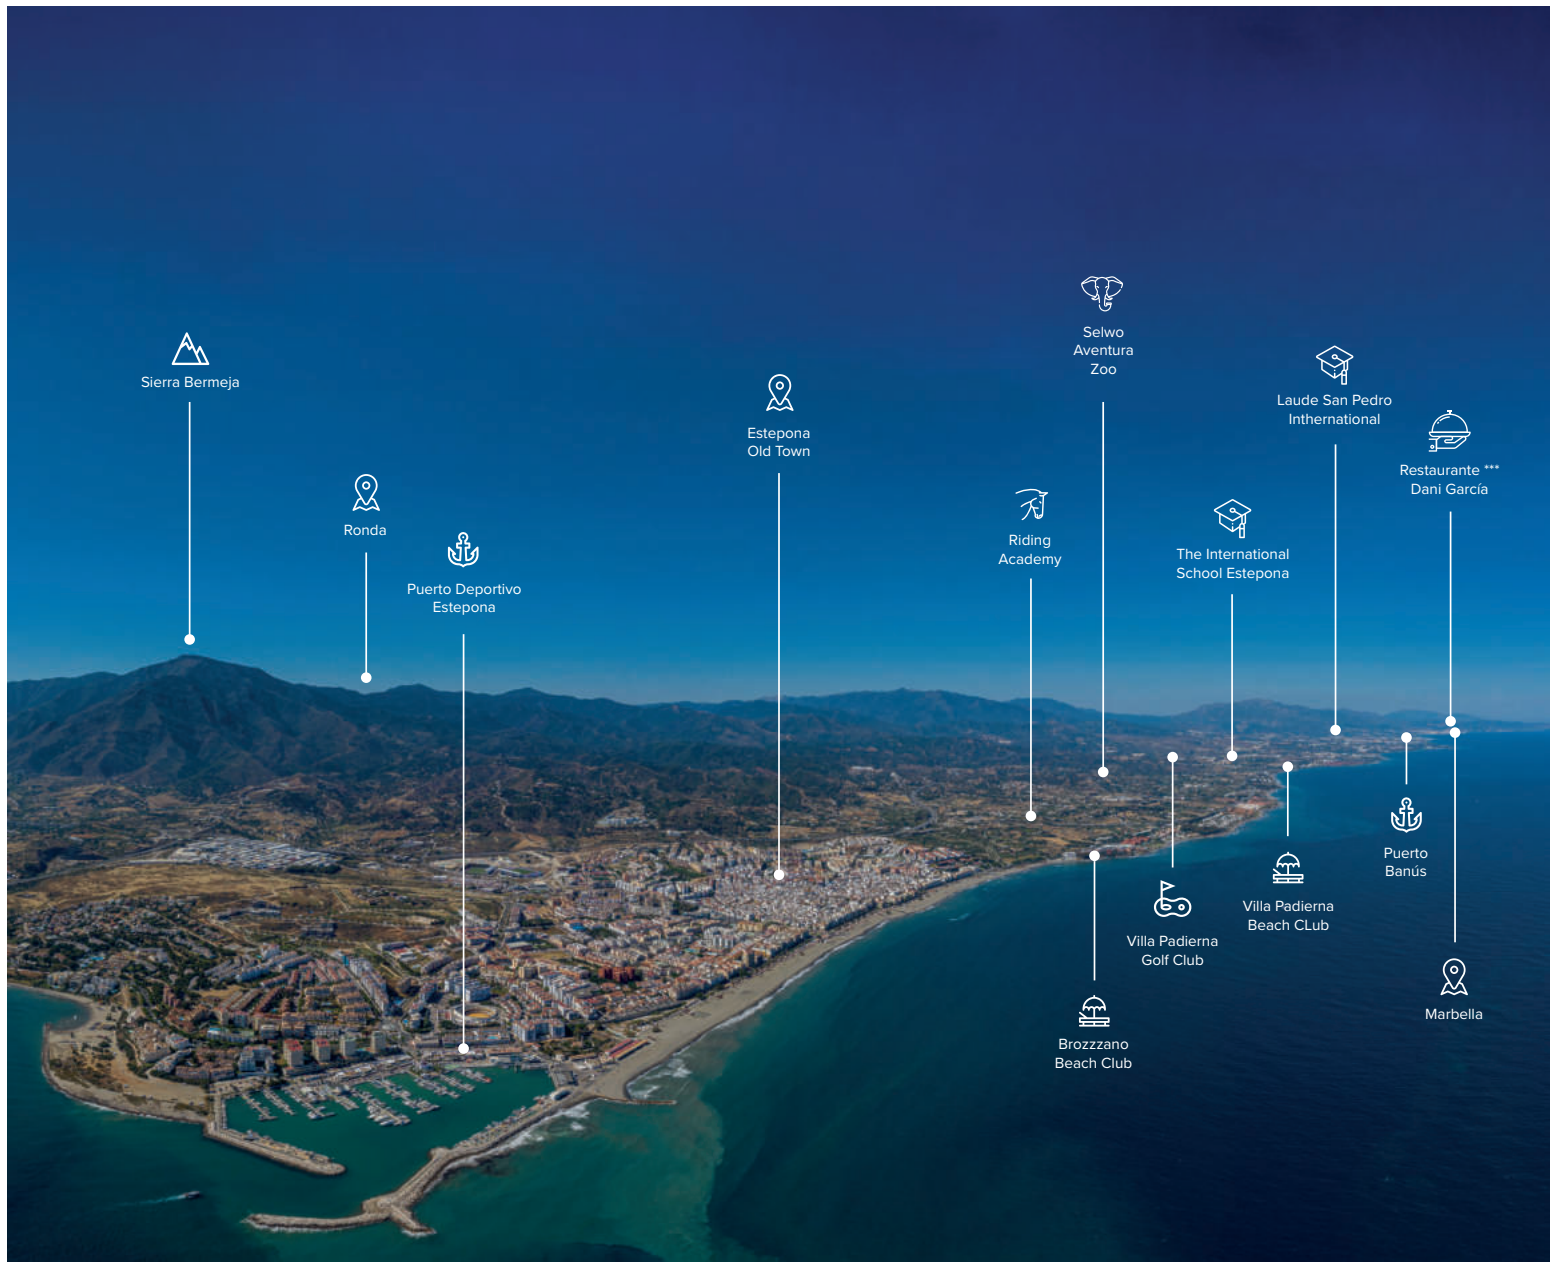 Selwo
Aventura
Zoo
Sierra Bermeja
Laude San Pedro
Inthernational
Estepona
Old Town
Restaurante ***
Dani García
Ronda
Riding
Academy
The International
School Estepona
Puerto Deportivo
Estepona
Puerto
Banús
Villa Padierna
Beach CLub
Villa Padierna
Golf Club
Marbella
Brozzzano
Beach Club